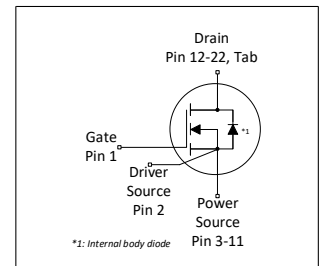 Drain
Pin 12-22, Tab
*1
Gate
Pin 1
Driver
Source
Pin 2
Power
Source
Pin 3-11
*1: Internal body diode